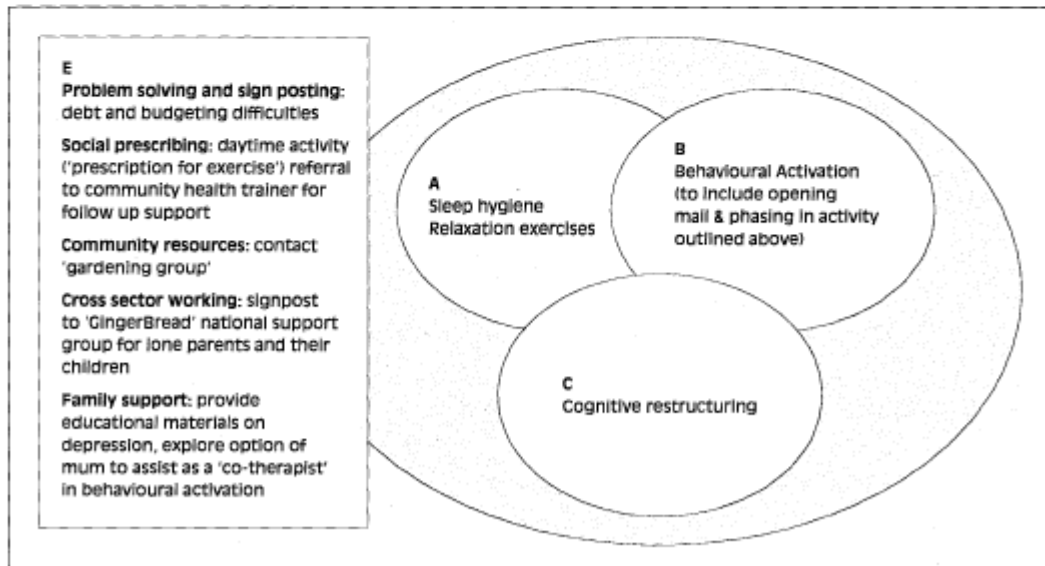 E
Problem solving and sign posting:
debt and budgeting difficulties
Social prescribing: daytime activity
('prescription for exercise') referral
to community health trainer for
follow up support
Community resources: contact
'gardening group'
Cross sector working: signpost
to 'GingerBread' national support
group for lone parents and their
children
Family support: provide
educational materials on
depression, explore option of
mum to assist as a 'co-therapist'
in behavioural activation
A
Sleep hygiene
Relaxation exercises
B
Behavioural Activation
(to include opening
mail & phasing in activity
outlined above)
C
Cognitive restructuring